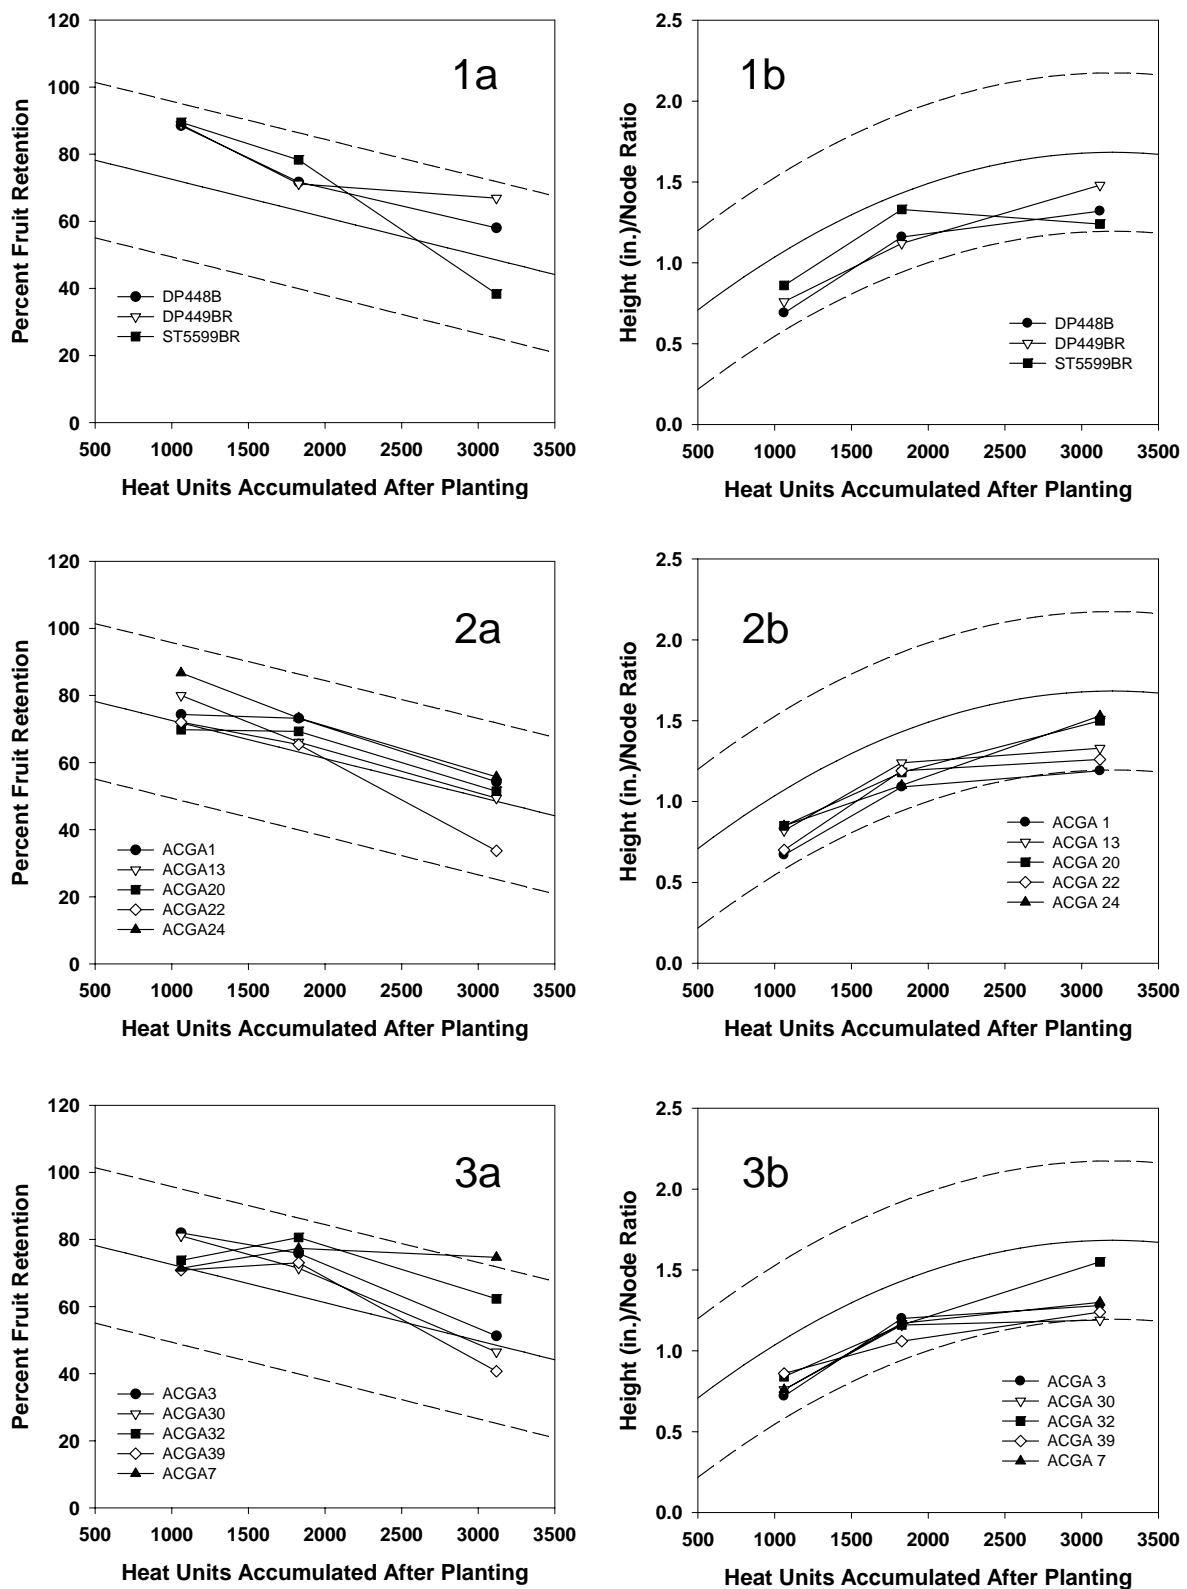 1a
Percent Fruit Retention
120
100
80
60
40
20
0
DP448B
DP449BR
ST5599BR
500 1000 1500 2000 2500 3000 3500
Heat Units Accumulated After Planting
1b
Height (in.)/Node Ratio
2.5
2.0
1.5
1.0
0.5
0.0
DP448B
DP449BR
ST5599BR
500 1000 1500 2000 2500 3000 3500
Heat Units Accumulated After Planting
2a
Percent Fruit Retention
120
100
80
60
40
20
0
ACGA1
ACGA13
ACGA20
ACGA22
ACGA24
500 1000 1500 2000 2500 3000 3500
Heat Units Accumulated After Planting
2b
Height (in.)/Node Ratio
2.5
2.0
1.5
1.0
0.5
0.0
ACGA 1
ACGA 13
ACGA 20
ACGA 22
ACGA 24
500 1000 1500 2000 2500 3000 3500
Heat Units Accumulated After Planting
3a
Percent Fruit Retention
120
100
80
60
40
20
0
ACGA3
ACGA30
ACGA32
ACGA39
ACGA7
500 1000 1500 2000 2500 3000 3500
Heat Units Accumulated After Planting
3b
Height (in.)/Node Ratio
2.5
2.0
1.5
1.0
0.5
0.0
ACGA 3
ACGA 30
ACGA 32
ACGA 39
ACGA 7
500 1000 1500 2000 2500 3000 3500
Heat Units Accumulated After Planting